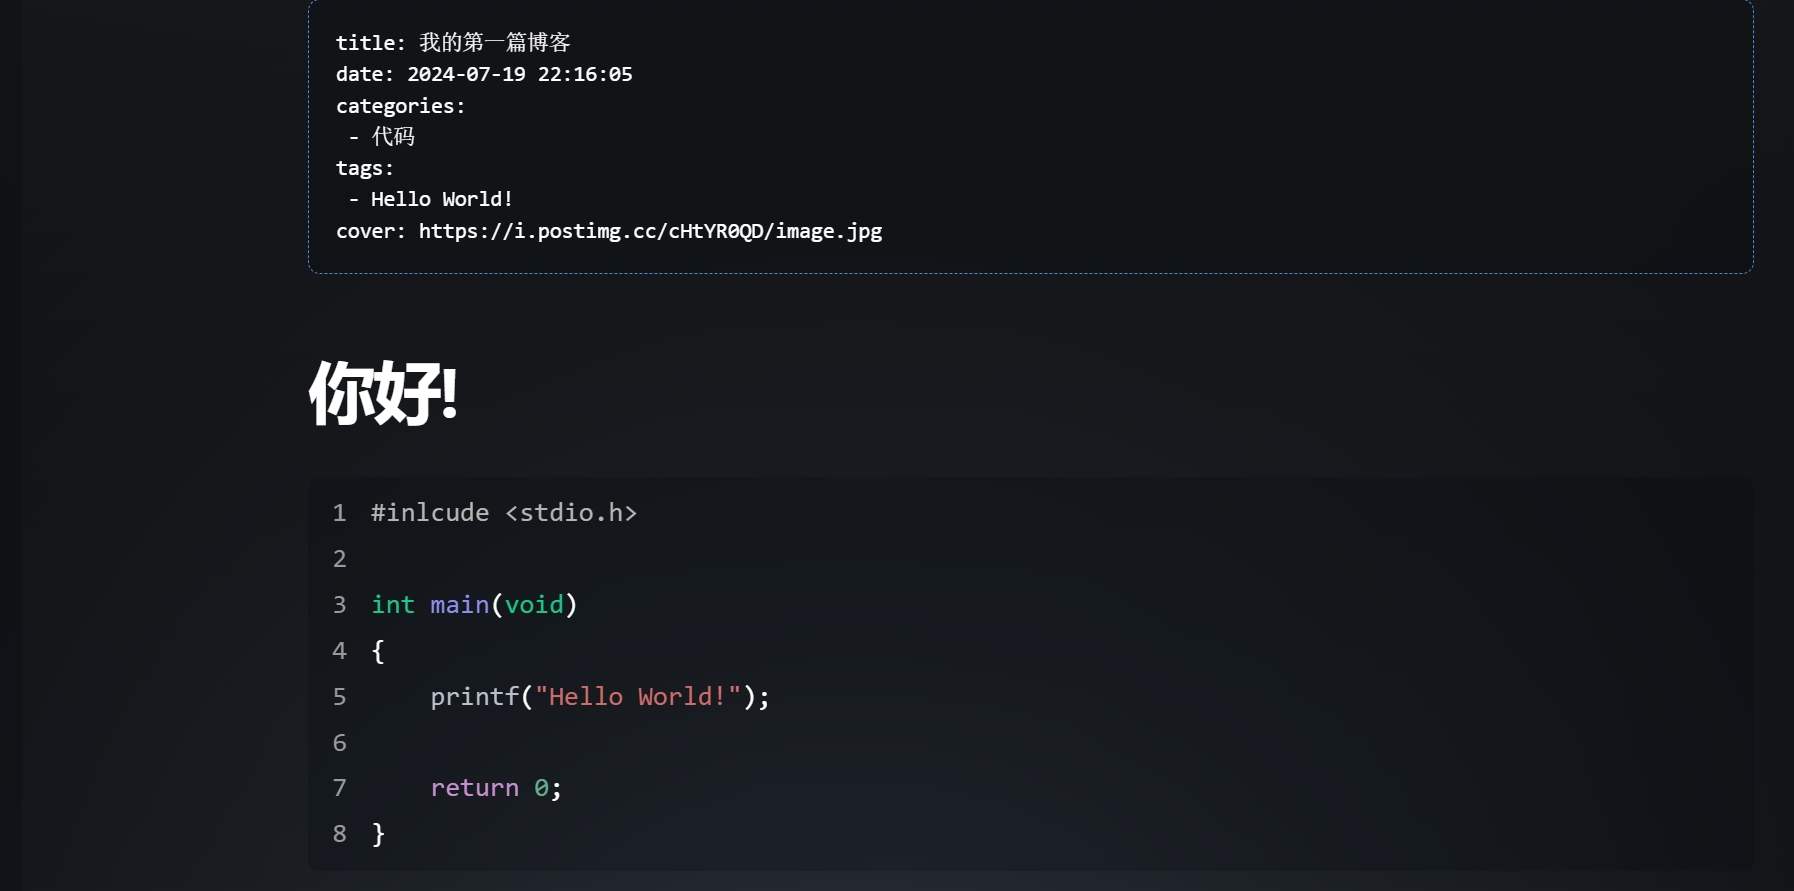 title: 我的第一篇博客
date: 2024-07-19 22:16:05
categories:
- 代码
tags:
- Hello World!
cover: https://i.postimg.cc/cHtYR0QD/image.jpg
你好!
1 #inlcude <stdio.h>
2
3 int main(void)
4 {
5 printf("Hello World!");
6
7 return 0;
8 }